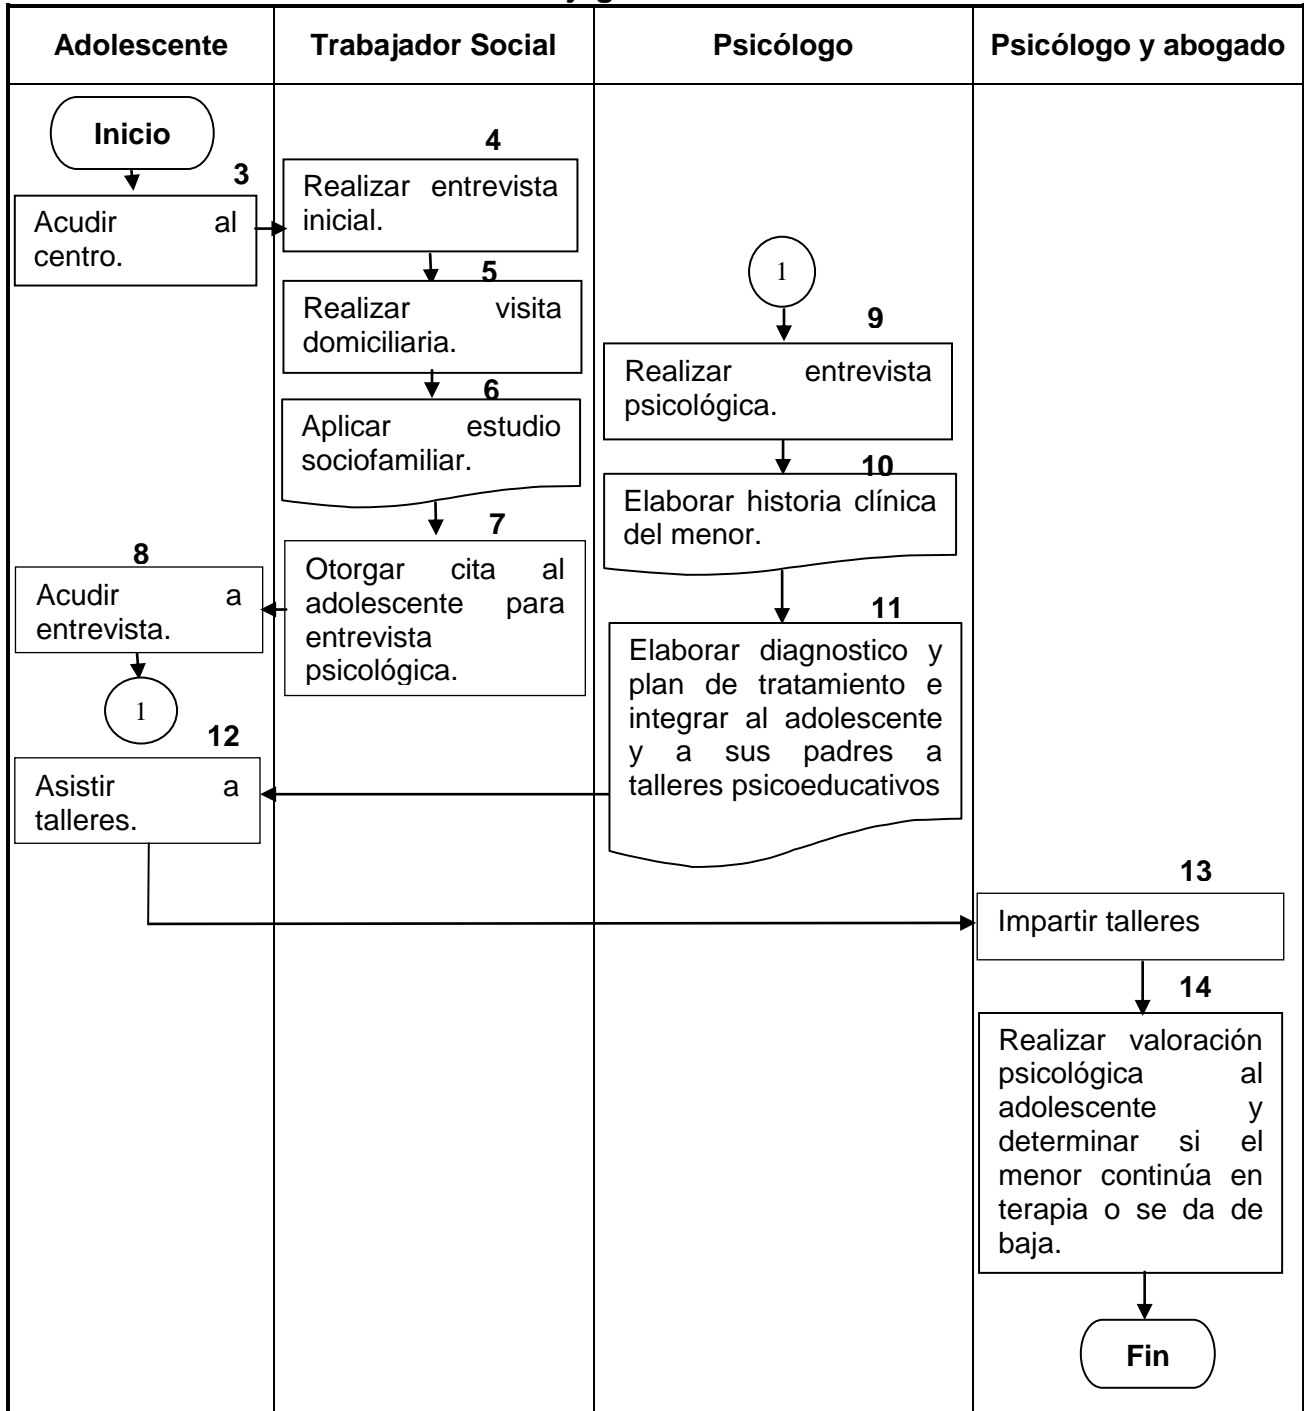 Adolescente
Trabajador Social
Psicólogo
Psicólogo y abogado
Inicio
3
Acudir al
centro.
4
Realizar entrevista
inicial.
5
Realizar visita
domiciliaria.
6
Aplicar estudio
sociofamiliar.
7
Otorgar cita al
adolescente para
entrevista
psicológica.
8
Acudir a
entrevista.
1
1
9
Realizar entrevista
psicológica.
10
Elaborar historia clínica
del menor.
11
Elaborar diagnostico y
plan de tratamiento e
integrar al adolescente
y a sus padres a
talleres psicoeducativos
12
Asistir a
talleres.
13
Impartir talleres
14
Realizar valoración
psicológica al
adolescente y
determinar si el
menor continúa en
terapia o se da de
baja.
Fin